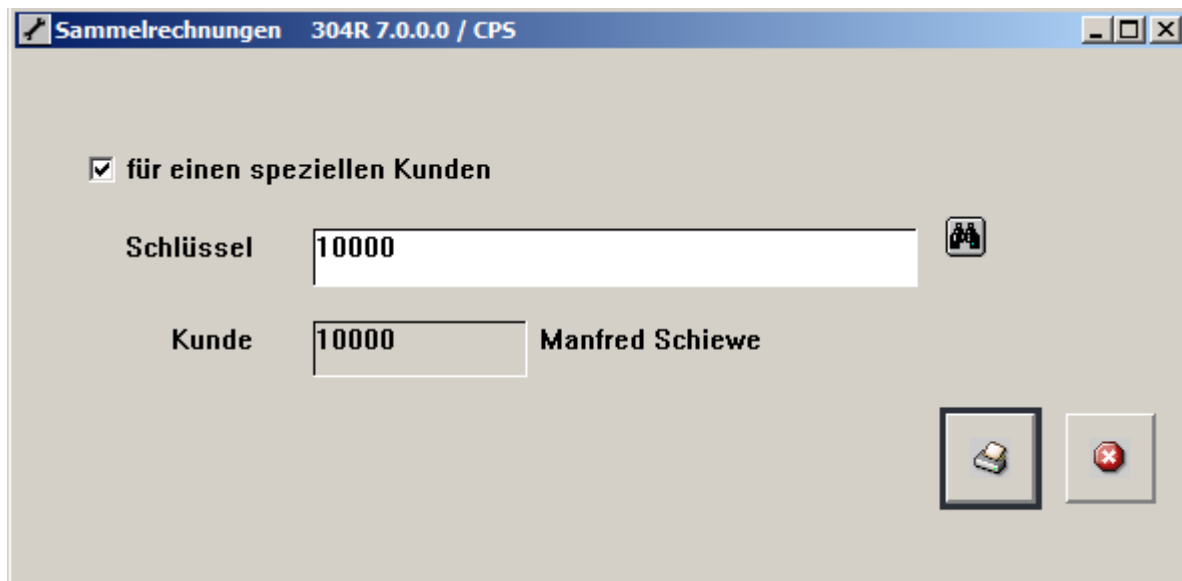 Sammelrechnungen 304R 7.0.0.0 / CPS
für einen speziellen Kunden
Schlüssel 10000
Kunde 10000 Manfred Schiewe